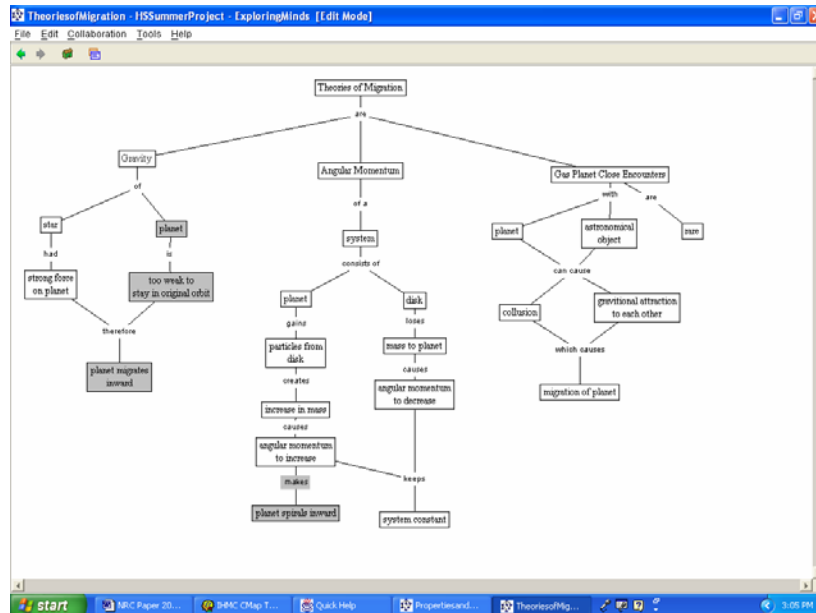 TheoriesofMigration - HSSummerProject - ExploringMinds [Edit Mode]
File Edit Collaboration Tools Help
Theories of Migration
are
Gravity
Angular Momentum
Gas Planet Close Encounters
of
of a
with
are
star
planet
system
planet
astronomical
object
rare
had
is
consists of
can cause
strong force
on planet
too weak to
stay in original orbit
planet
disk
collusion
gravitional attraction
to each other
therefore
gains
loses
which causes
planet migrates
inward
particles from
disk
mass to planet
migration of planet
creates
causes
increase in mass
angular momentum
to decrease
causes
angular momentum
to increase
makes
keeps
planet spirals inward
system constant
start
NRC Paper 20...
IHMC CMap T...
Quick Help
Propertiesand...
TheoriesofMig...
3:05 PM